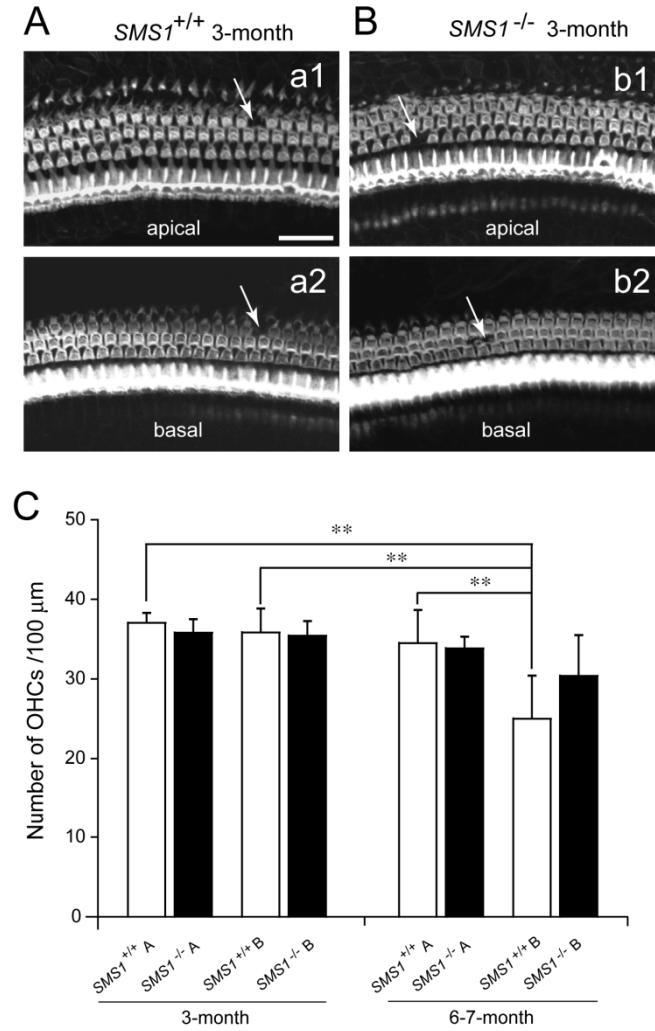 A SMS1+/+ 3-month
B SMS1-/- 3-month
a1
apical
b1
apical
a2
basal
b2
basal
C
Number of OHCs /100 μm
50
40
30
20
10
0
**
**
**
SMS1+/+ A
SMS1-/- A
SMS1+/+ B
SMS1-/- B
SMS1+/+ A
SMS1-/- A
SMS1+/+ B
SMS1-/- B
3-month
6-7-month